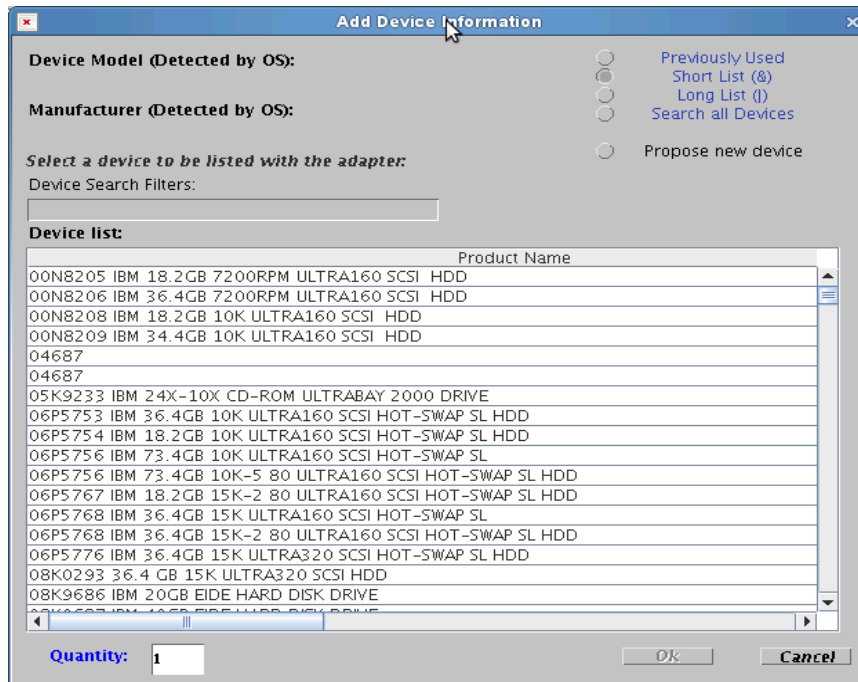 Add Device Information
Device Model (Detected by OS):
Previously Used
Short List (&)
Manufacturer (Detected by OS):
Long List (|)
Search all Devices
Select a device to be listed with the adapter:
Propose new device
Device Search Filters:
Device list:
Product Name
00N8205 IBM 18.2GB 7200RPM ULTRA160 SCSI HDD
00N8206 IBM 36.4GB 7200RPM ULTRA160 SCSI HDD
00N8208 IBM 18.2GB 10K ULTRA160 SCSI HDD
00N8209 IBM 34.4GB 10K ULTRA160 SCSI HDD
04687
04687
05K9233 IBM 24X-10X CD-ROM ULTRABAY 2000 DRIVE
06P5753 IBM 36.4GB 10K ULTRA160 SCSI HOT-SWAP SL HDD
06P5754 IBM 18.2GB 10K ULTRA160 SCSI HOT-SWAP SL HDD
06P5756 IBM 73.4GB 10K ULTRA160 SCSI HOT-SWAP SL
06P5756 IBM 73.4GB 10K-5 80 ULTRA160 SCSI HOT-SWAP SL HDD
06P5767 IBM 18.2GB 15K-2 80 ULTRA160 SCSI HOT-SWAP SL HDD
06P5768 IBM 36.4GB 15K ULTRA160 SCSI HOT-SWAP SL
06P5768 IBM 36.4GB 15K-2 80 ULTRA160 SCSI HOT-SWAP SL HDD
06P5776 IBM 36.4GB 15K ULTRA320 SCSI HOT-SWAP SL HDD
08K0293 36.4 GB 15K ULTRA320 SCSI HDD
08K9686 IBM 20GB EIDE HARD DISK DRIVE
08K9687 IBM 40GB EIDE HARD DISK DRIVE
Quantity: 1
Ok
Cancel